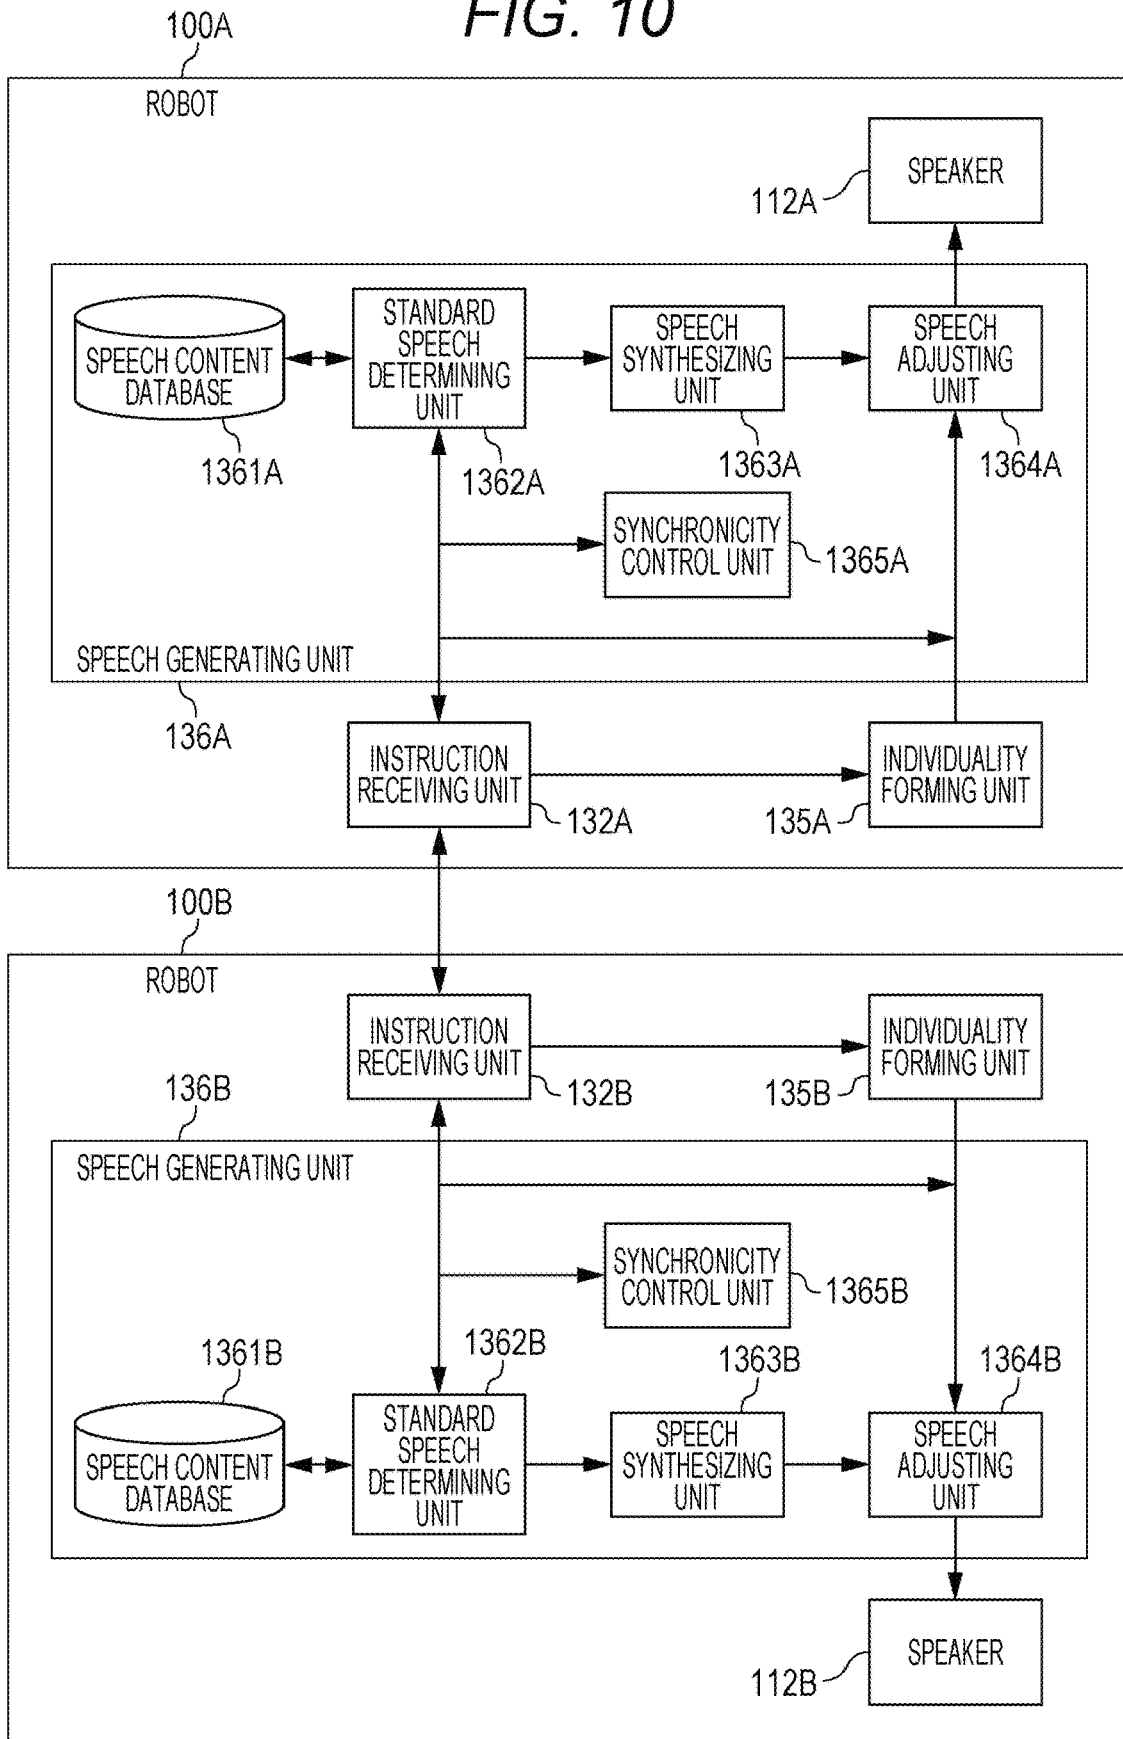 FIG. 10
100A
ROBOT
SPEAKER
112A
SPEECH CONTENT
DATABASE
1361A
STANDARD
SPEECH
DETERMINING
UNIT
1362A
SPEECH
SYNTHESIZING
UNIT
1363A
SPEECH
ADJUSTING
UNIT
1364A
SYNCHRONICITY
CONTROL UNIT
1365A
SPEECH GENERATING UNIT
136A
INSTRUCTION
RECEIVING UNIT
132A
INDIVIDUALITY
FORMING UNIT
135A
100B
ROBOT
INSTRUCTION
RECEIVING UNIT
132B
INDIVIDUALITY
FORMING UNIT
135B
136B
SPEECH GENERATING UNIT
SYNCHRONICITY
CONTROL UNIT
1365B
1361B
SPEECH CONTENT
DATABASE
1362B
STANDARD
SPEECH
DETERMINING
UNIT
1363B
SPEECH
SYNTHESIZING
UNIT
1364B
SPEECH
ADJUSTING
UNIT
SPEAKER
112B